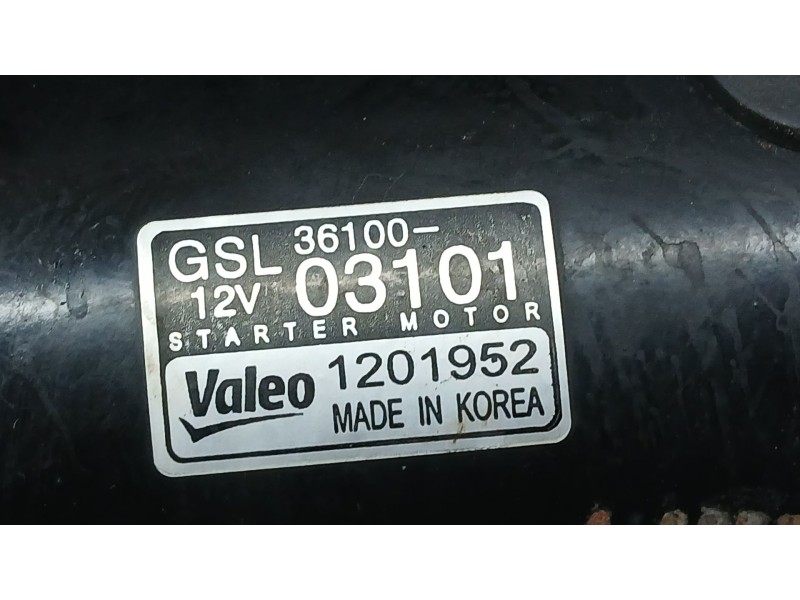 GSL 36100-
12V 03101
STARTER MOTOR
Valeo 1201952
MADE IN KOREA